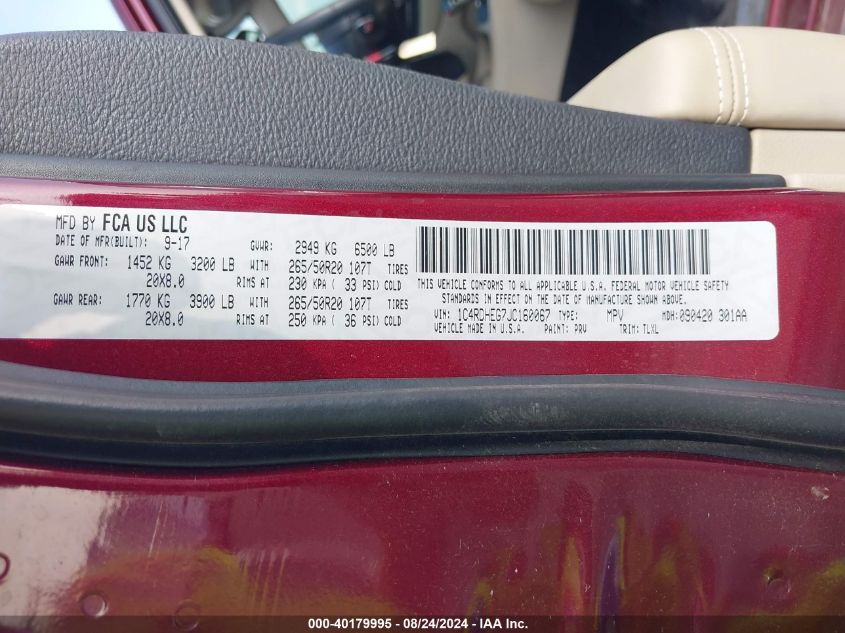 MFD BY FCA US LLC
DATE OF MFR(BUILT): 9-17 GVWR: 2949 KG 6500 LB
GAWR FRONT: 1452 KG 3200 LB WITH 265/50R20 107T TIRES
20X8.0 RIMS AT 230 KPA ( 33 PSI) COLD
GAWR REAR: 1770 KG 3900 LB WITH 265/50R20 107T TIRES
20X8.0 RIMS AT 250 KPA ( 36 PSI) COLD
THIS VEHICLE CONFORMS TO ALL APPLICABLE U.S.A. FEDERAL MOTOR VEHICLE SAFETY
STANDARDS IN EFFECT ON THE DATE OF MANUFACTURE SHOWN ABOVE.
VIN: 1C4RDHEG7JC160067 TYPE: MPV MDH: 090420 301AA
VEHICLE MADE IN U.S.A. PAINT: PRV TRIM: TLXL
000-40179995 - 08/24/2024 - IAA Inc.